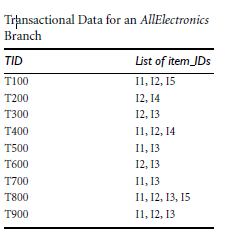 Transactional Data for an AllElectronics
Branch
TID List of item_IDs
T100 I1, I2, I5
T200 I2, I4
T300 I2, I3
T400 I1, I2, I4
T500 I1, I3
T600 I2, I3
T700 I1, I3
T800 I1, I2, I3, I5
T900 I1, I2, I3